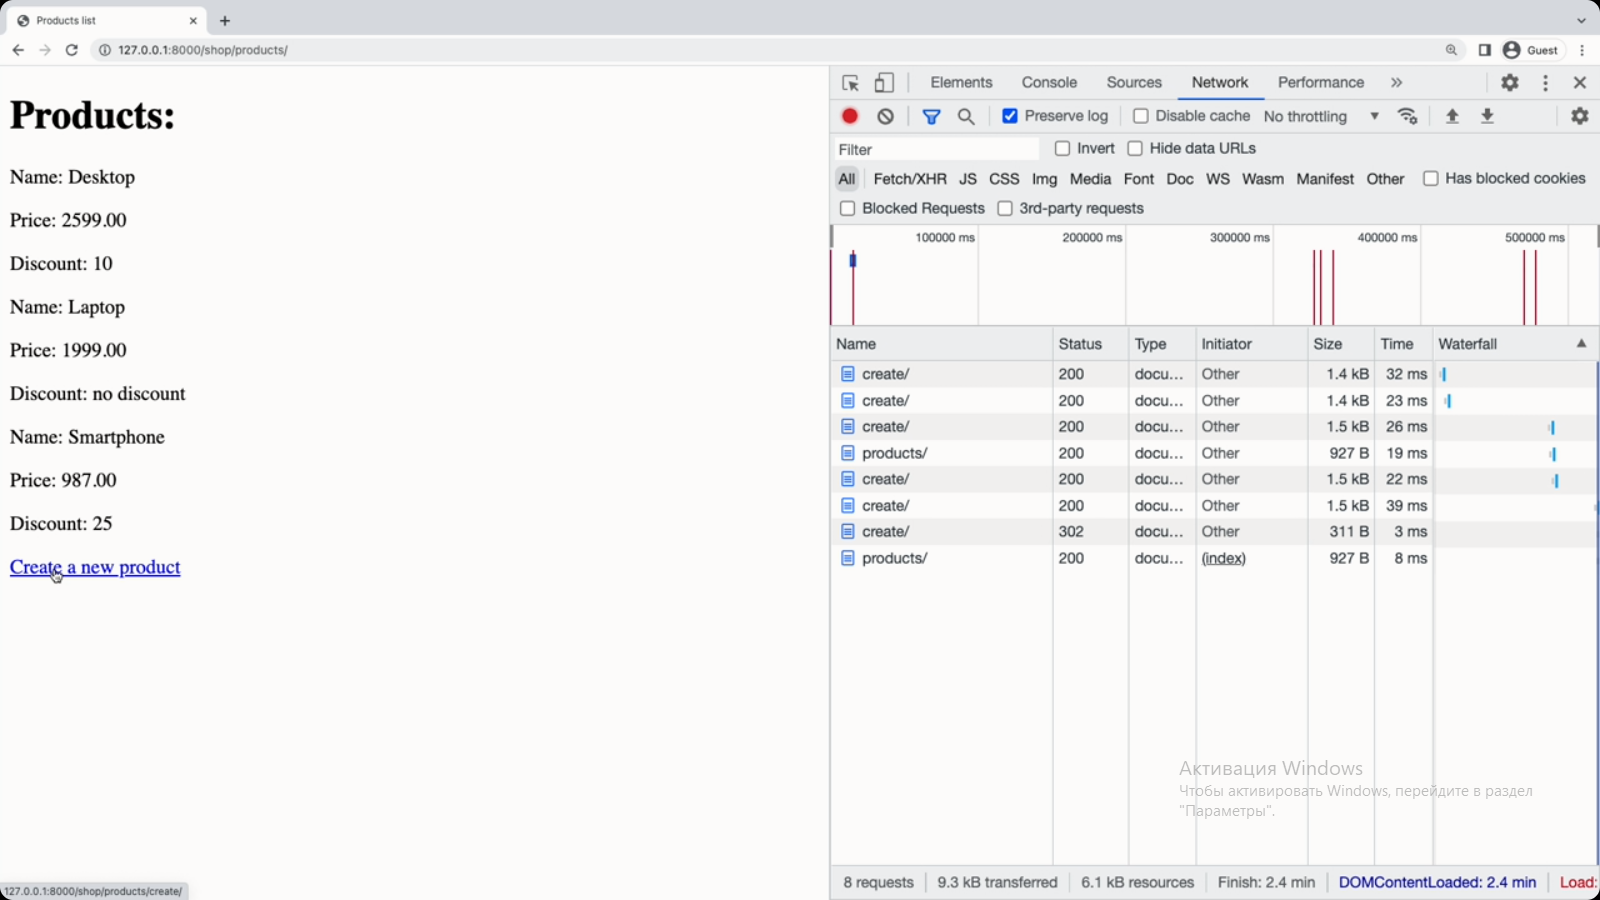 Products list
127.0.0.1:8000/shop/products/
Guest
Products:
Name: Desktop
Price: 2599.00
Discount: 10
Name: Laptop
Price: 1999.00
Discount: no discount
Name: Smartphone
Price: 987.00
Discount: 25
Create a new product
127.0.0.1:8000/shop/products/create/
Elements Console Sources Network Performance »
Preserve log Disable cache No throttling
Filter Invert Hide data URLs
All Fetch/XHR JS CSS Img Media Font Doc WS Wasm Manifest Other Has blocked cookies
Blocked Requests 3rd-party requests
100000 ms 200000 ms 300000 ms 400000 ms 500000 ms
Name Status Type Initiator Size Time Waterfall
create/ 200 docu... Other 1.4 kB 32 ms
create/ 200 docu... Other 1.4 kB 23 ms
create/ 200 docu... Other 1.5 kB 26 ms
products/ 200 docu... Other 927 B 19 ms
create/ 200 docu... Other 1.5 kB 22 ms
create/ 200 docu... Other 1.5 kB 39 ms
create/ 302 docu... Other 311 B 3 ms
products/ 200 docu... (index) 927 B 8 ms
Активация Windows
Чтобы активировать Windows, перейдите в раздел
"Параметры".
8 requests 9.3 kB transferred 6.1 kB resources Finish: 2.4 min DOMContentLoaded: 2.4 min Load: